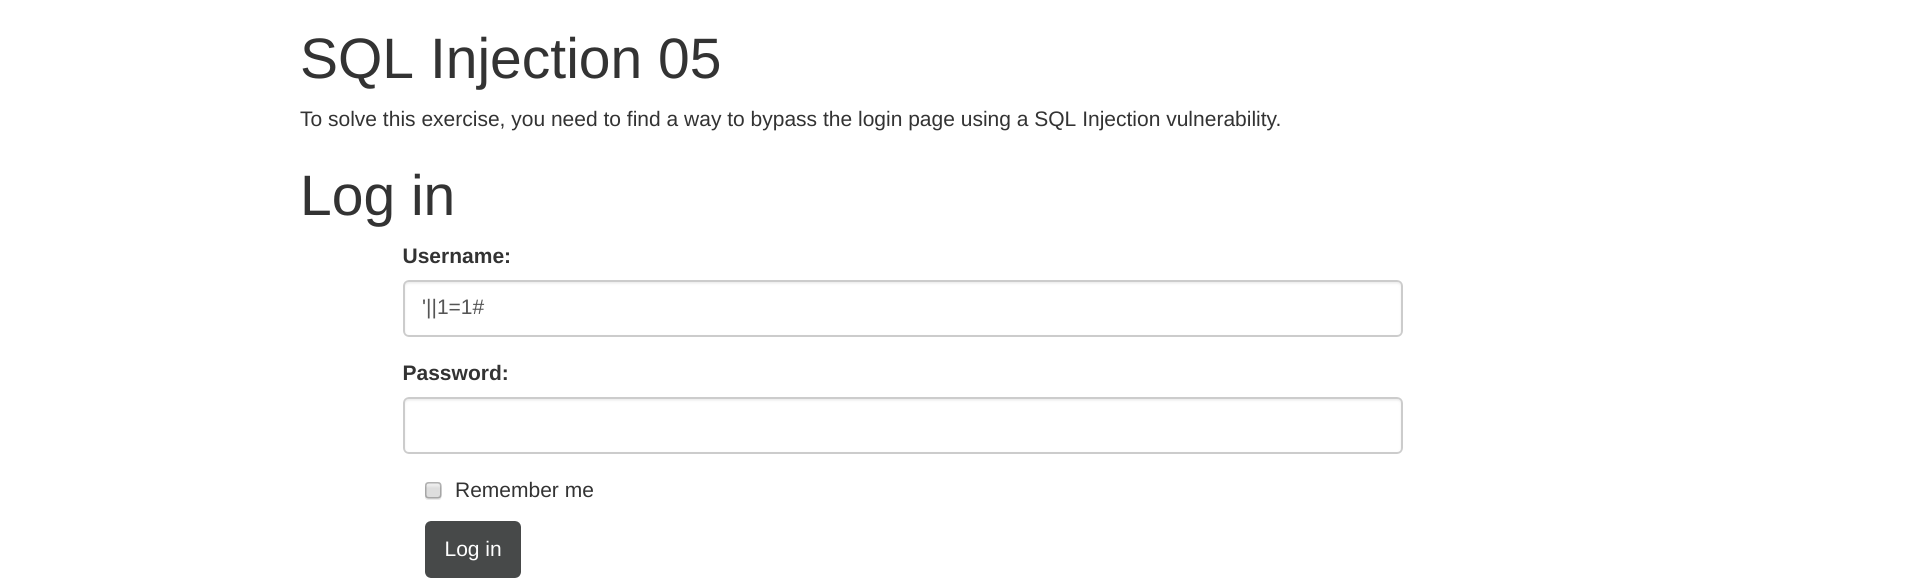 SQL Injection 05
To solve this exercise, you need to find a way to bypass the login page using a SQL Injection vulnerability.
Log in
Username:
'||1=1#
Password:
Remember me
Log in